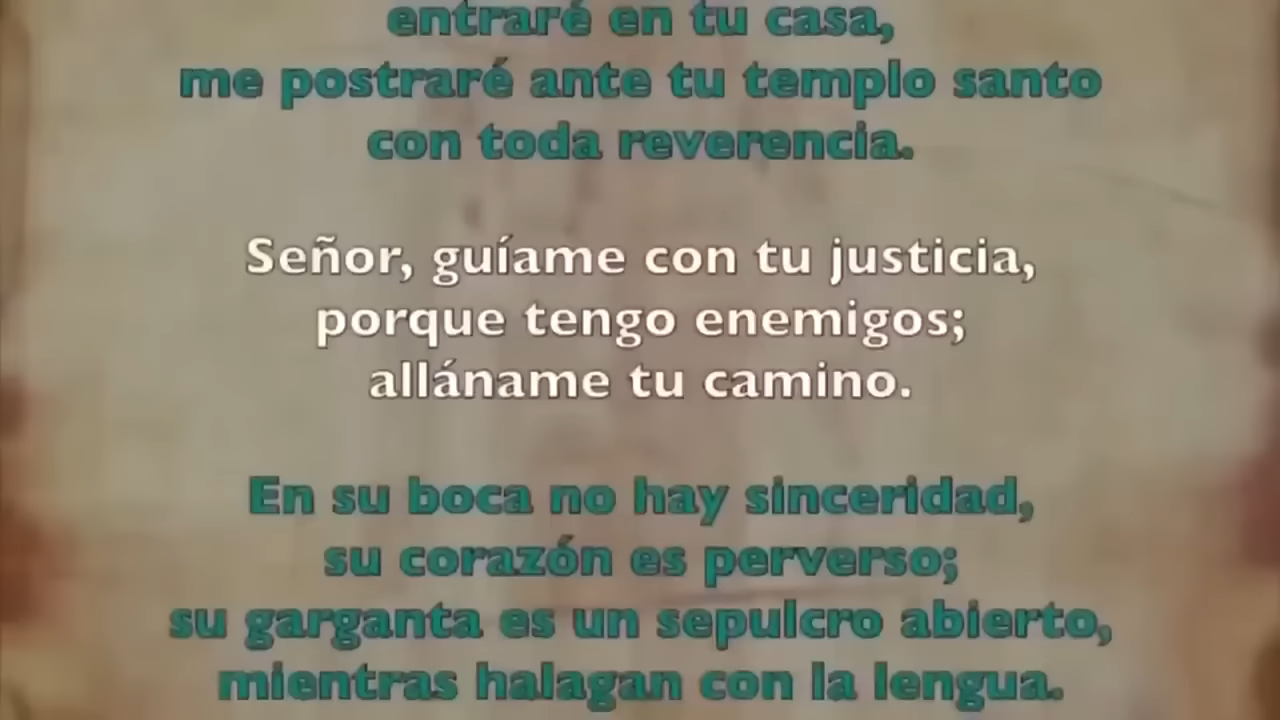 entraré en tu casa,
me postraré ante tu templo santo
con toda reverencia.
Señor, guíame con tu justicia,
porque tengo enemigos;
allániame tu camino.
En su boca no hay sinceridad,
su corazón es perverso;
su garganta es un sepulcro abierto,
mientras halagan con la lengua.